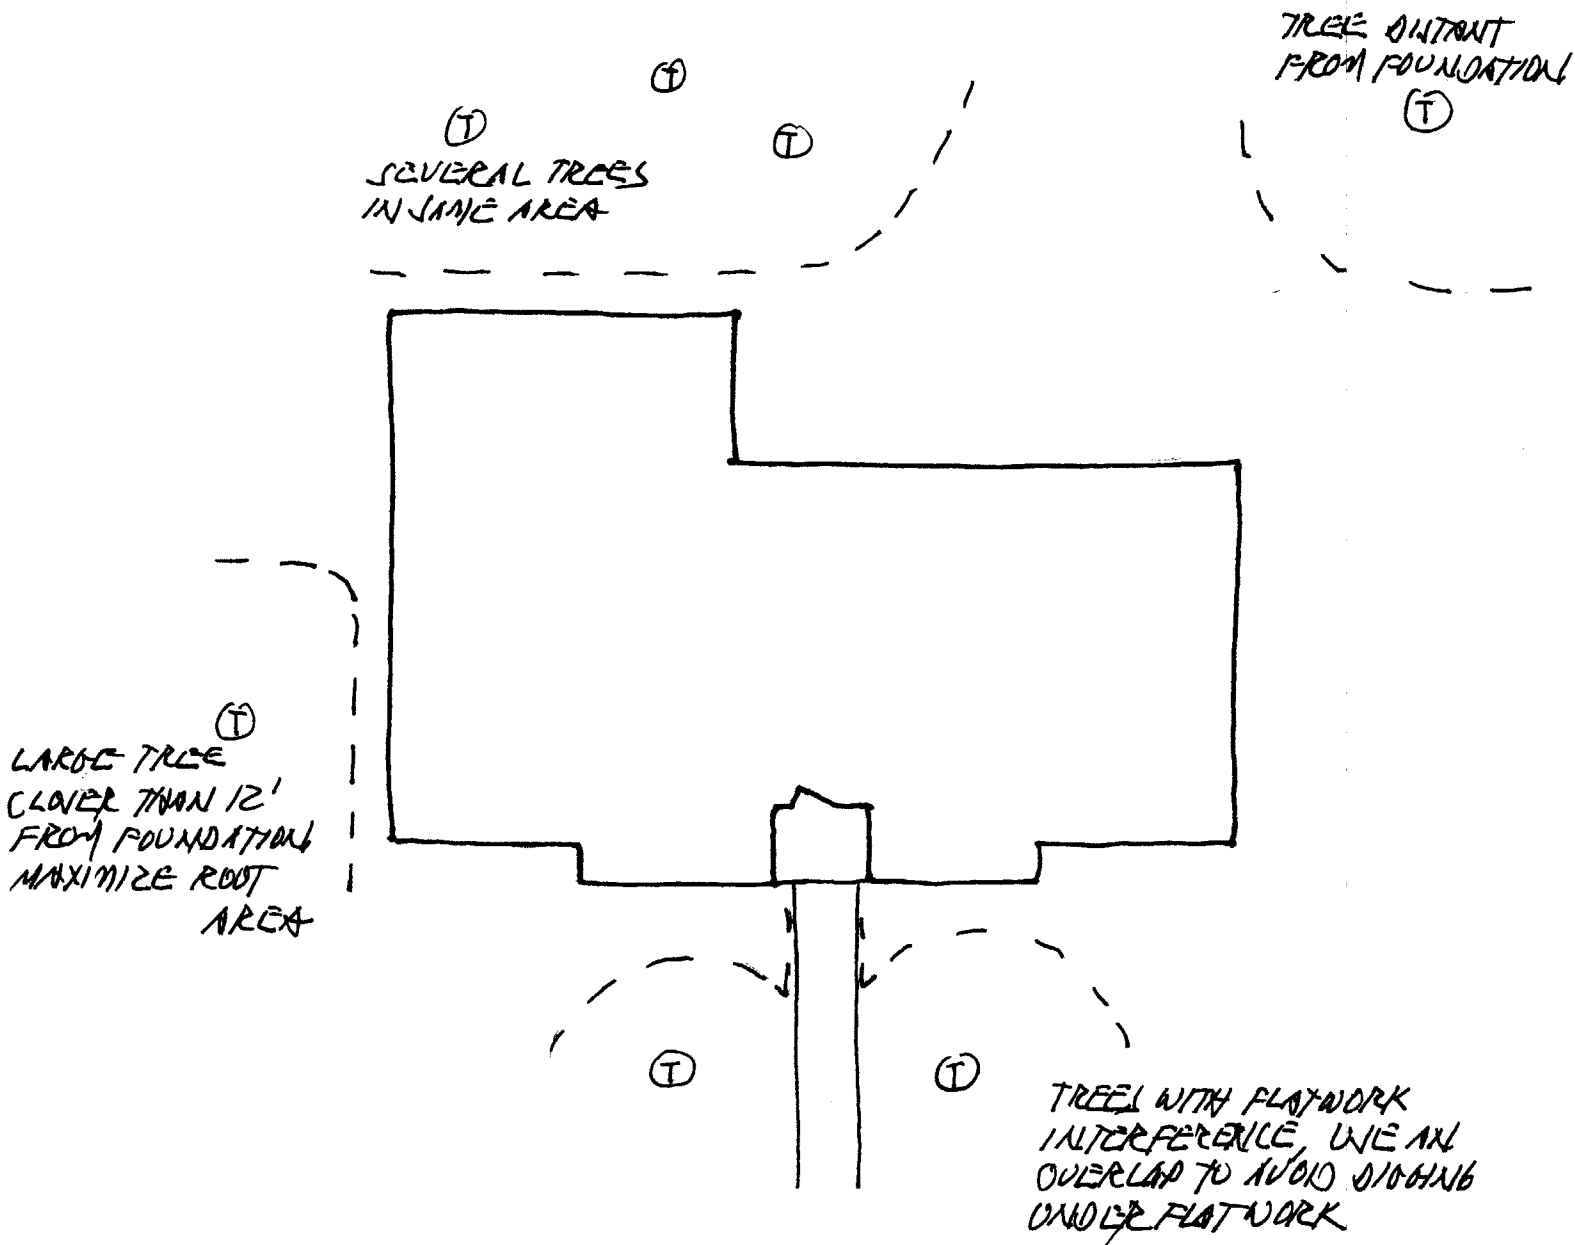 TREE DISTANT
FROM FOUNDATION
T
T
T
T
SEVERAL TREES
IN SAME AREA
T
LARGE TREE
CLOSER THAN 12'
FROM FOUNDATION
MAXIMIZE ROOT
AREA
T
T
TREES WITH FLATWORK
INTERFERENCE, USE AN
OVERLAP TO AVOID DIGGING
UNDER FLATWORK